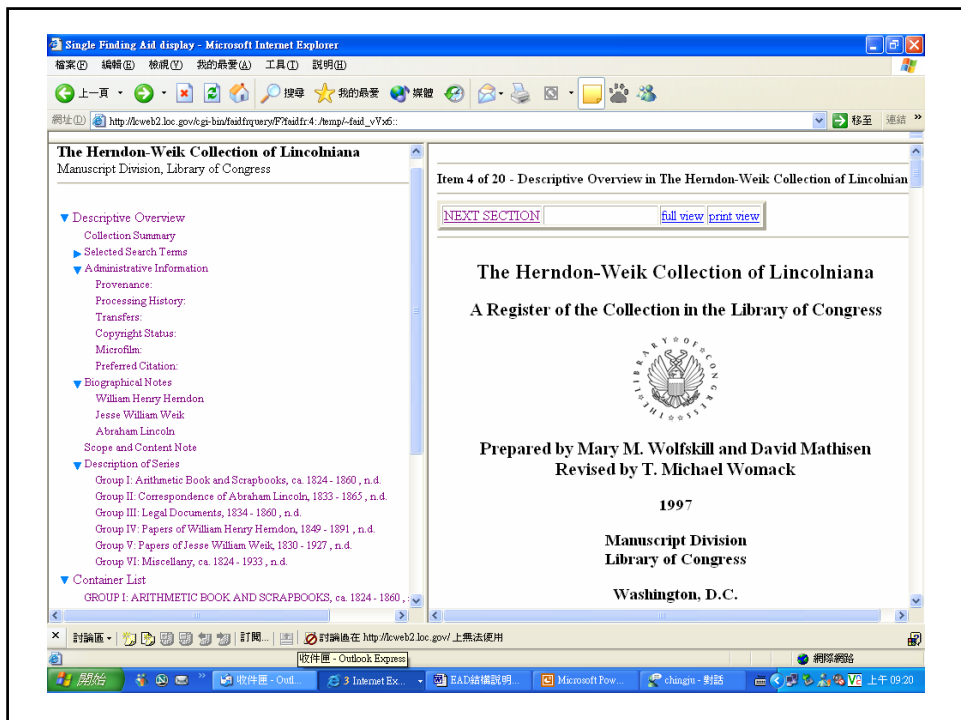 Single Finding Aid display - Microsoft Internet Explorer
檔案(F) 編輯(E) 檢視(V) 我的最愛(A) 工具(T) 說明(H)
上一頁 搜尋 我的最愛 媒體
網址(D) http://lcweb2.loc.gov/cgi-bin/faidfrquery/F?faidfr:4:./temp/~faid_vVx6:: 移至 連結 »
The Herndon-Weik Collection of Lincolniana
Manuscript Division, Library of Congress
Descriptive Overview
Collection Summary
Selected Search Terms
Administrative Information
Provenance:
Processing History:
Transfers:
Copyright Status:
Microfilm:
Preferred Citation:
Biographical Notes
William Henry Herndon
Jesse William Weik
Abraham Lincoln
Scope and Content Note
Description of Series
Group I: Arithmetic Book and Scrapbooks, ca. 1824 - 1860 , n.d.
Group II: Correspondence of Abraham Lincoln, 1833 - 1865 , n.d.
Group III: Legal Documents, 1834 - 1860 , n.d.
Group IV: Papers of William Henry Herndon, 1849 - 1891 , n.d.
Group V: Papers of Jesse William Weik, 1830 - 1927 , n.d.
Group VI: Miscellany, ca. 1824 - 1933 , n.d.
Container List
GROUP I: ARITHMETIC BOOK AND SCRAPBOOKS, ca. 1824 - 1860 ,
Item 4 of 20 - Descriptive Overview in The Herndon-Weik Collection of Lincolnian
NEXT SECTION full view print view
The Herndon-Weik Collection of Lincolniana
A Register of the Collection in the Library of Congress
THE LIBRARY OF CONGRESS
Prepared by Mary M. Wolfskill and David Mathisen
Revised by T. Michael Womack
1997
Manuscript Division
Library of Congress
Washington, D.C.
討論區 訂閱... 討論區在 http://lcweb2.loc.gov/ 上無法使用
收件匣 - Outlook Express
網際網路
開始 » 收件匣 - Outl... 3 Internet Ex... EAD結構說明... Microsoft Pow... chingju - 對話 上午 09:20